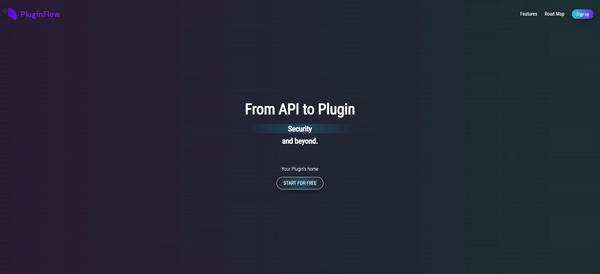 PluginFlow
Features
Road Map
Sign up
From API to Plugin
Security
and beyond.
Your Plugin's home
START FOR FREE